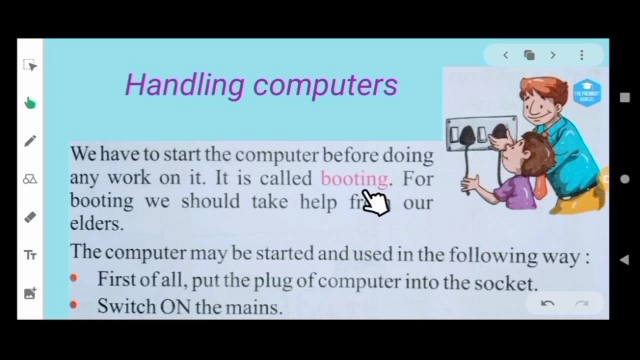 Handling computers
We have to start the computer before doing
any work on it. It is called booting. For
booting we should take help from our
elders.
The computer may be started and used in the following way :
First of all, put the plug of computer into the socket.
Switch ON the mains.
Tт